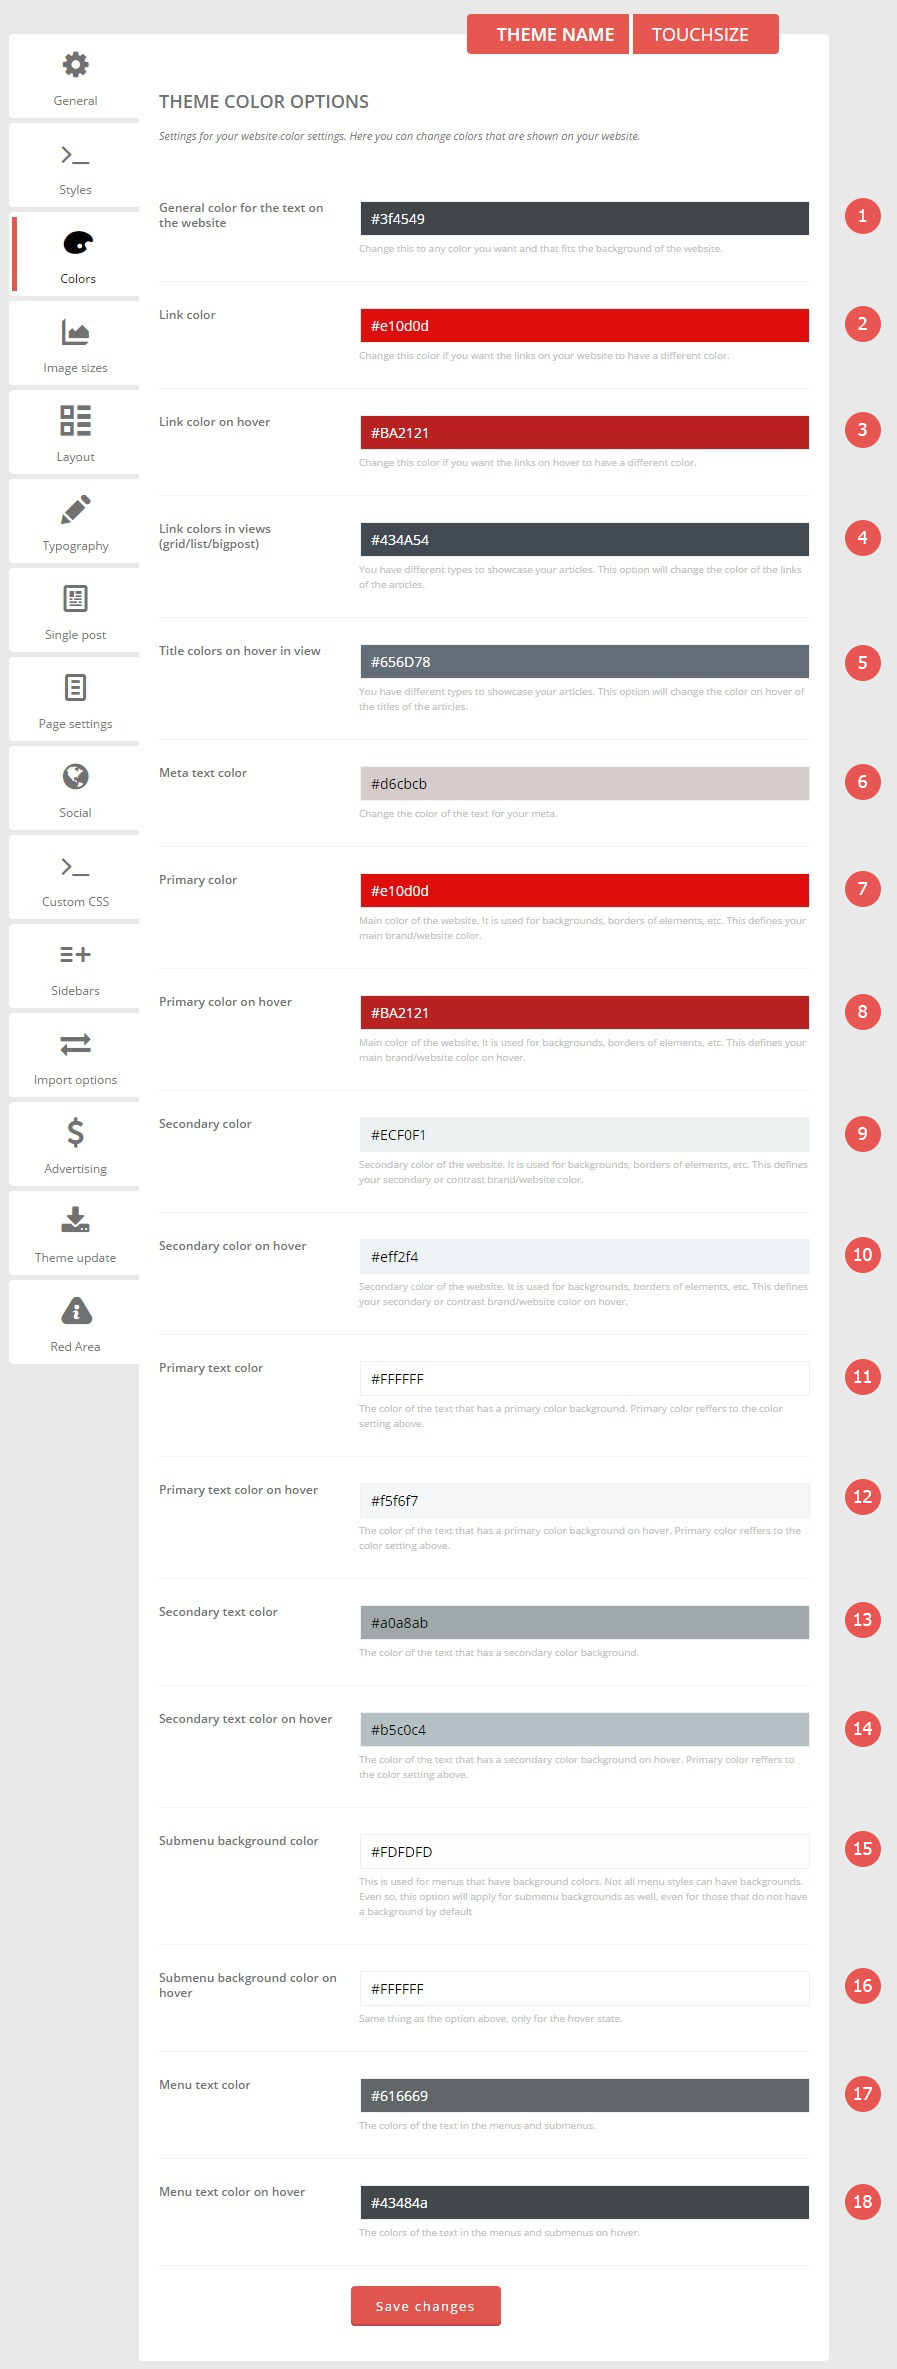 THEME NAME TOUCHSIZE
General
Styles
Colors
Image sizes
Layout
Typography
Single post
Page settings
Social
Custom CSS
Sidebars
Import options
Advertising
Theme update
Red Area
THEME COLOR OPTIONS
Settings for your website color settings. Here you can change colors that are shown on your website.
General color for the text on
the website
#3f4549
Change this to any color you want and that fits the background of the website.
1
Link color
#e10d0d
Change this color if you want the links on your website to have a different color.
2
Link color on hover
#BA2121
Change this color if you want the links on hover to have a different color.
3
Link colors in views
(grid/list/bigpost)
#434A54
You have different types to showcase your articles. This option will change the color of the links
of the articles.
4
Title colors on hover in view
#656D78
You have different types to showcase your articles. This option will change the color on hover of
the titles of the articles.
5
Meta text color
#d6cbcb
Change the color of the text for your meta.
6
Primary color
#e10d0d
Main color of the website. It is used for backgrounds, borders of elements, etc. This defines your
main brand/website color.
7
Primary color on hover
#BA2121
Main color of the website. It is used for backgrounds, borders of elements, etc. This defines your
main brand/website color on hover.
8
Secondary color
#ECF0F1
Secondary color of the website. It is used for backgrounds, borders of elements, etc. This defines
your secondary or contrast brand/website color.
9
Secondary color on hover
#eff2f4
Secondary color of the website. It is used for backgrounds, borders of elements, etc. This defines
your secondary or contrast brand/website color on hover.
10
Primary text color
#FFFFFF
The color of the text that has a primary color background. Primary color reffers to the color
setting above.
11
Primary text color on hover
#f5f6f7
The color of the text that has a primary color background on hover. Primary color reffers to the
color setting above.
12
Secondary text color
#a0a8ab
The color of the text that has a secondary color background.
13
Secondary text color on hover
#b5c0c4
The color of the text that has a secondary color background on hover. Primary color reffers to
the color setting above.
14
Submenu background color
#FDFDFD
This is used for menus that have background colors. Not all menu styles can have backgrounds.
Even so, this option will apply for submenu backgrounds as well, even for those that do not have
a background by default
15
Submenu background color on
hover
#FFFFFF
Same thing as the option above, only for the hover state.
16
Menu text color
#616669
The colors of the text in the menus and submenus.
17
Menu text color on hover
#43484a
The colors of the text in the menus and submenus on hover.
18
Save changes